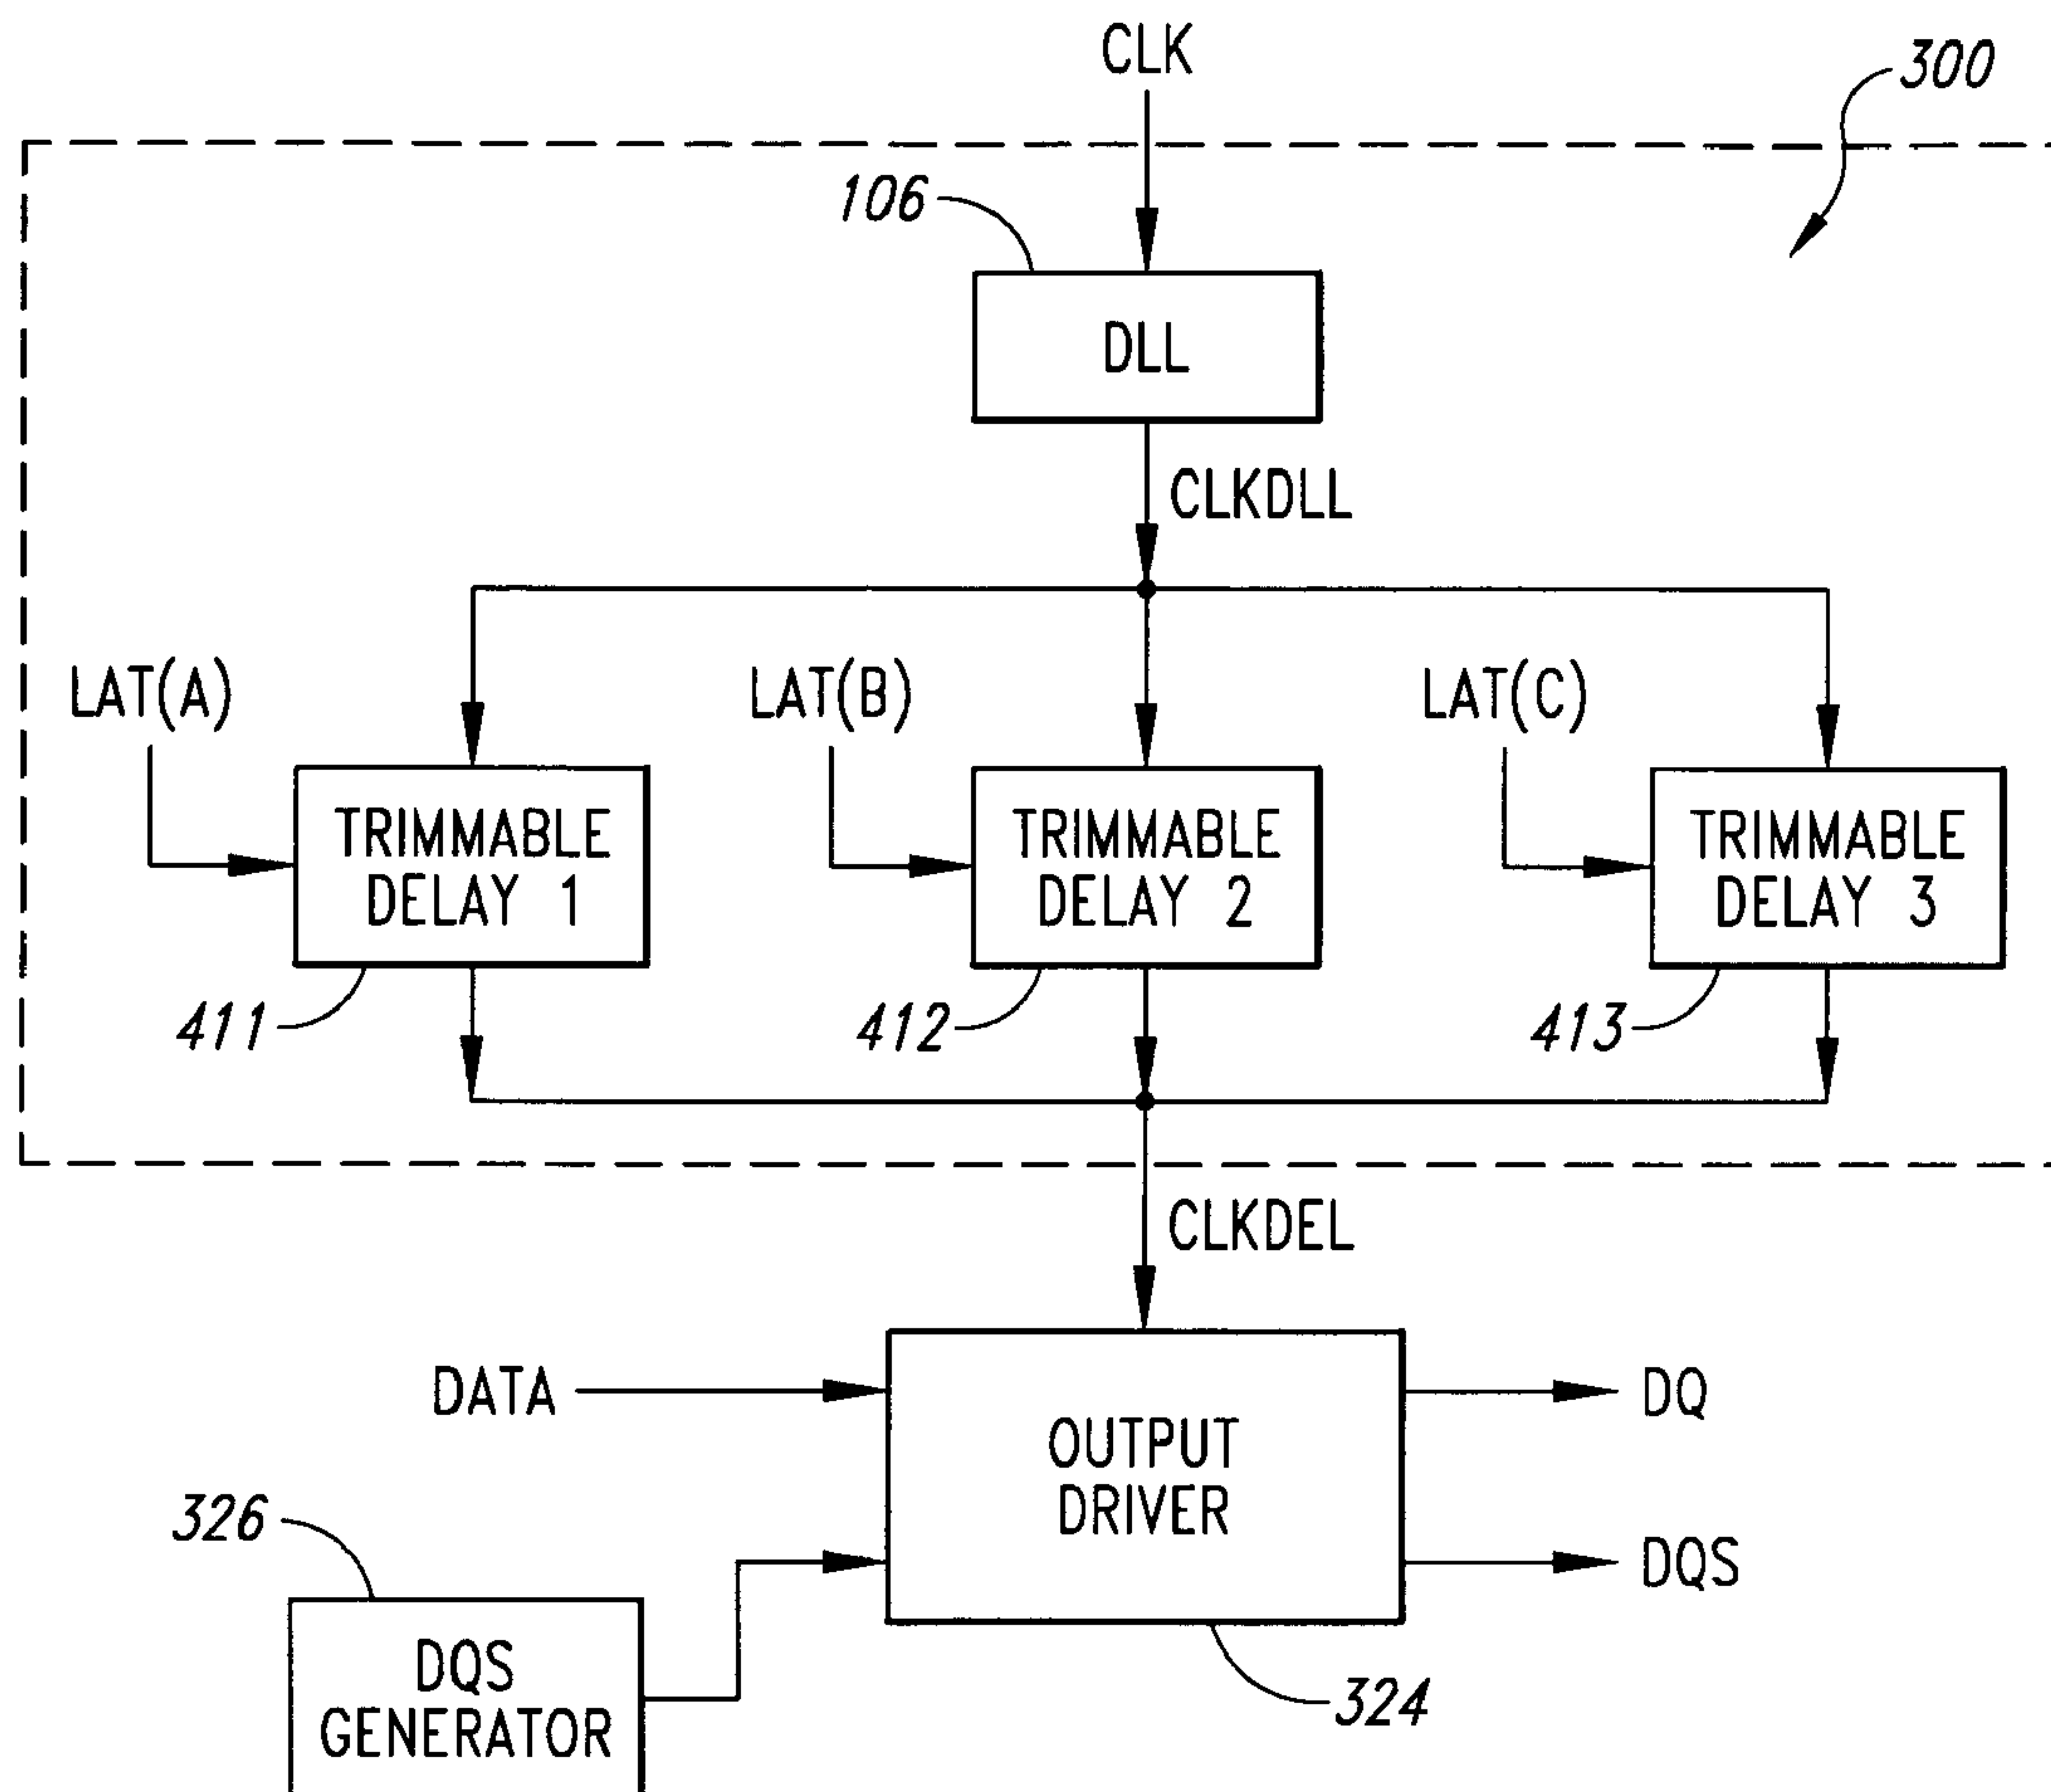 CLK
300
106
DLL
CLKDLL
LAT(A)
LAT(B)
LAT(C)
TRIMMABLE
DELAY 1
TRIMMABLE
DELAY 2
TRIMMABLE
DELAY 3
411
412
413
CLKDEL
DATA
OUTPUT
DRIVER
DQ
DQS
326
DQS
GENERATOR
324